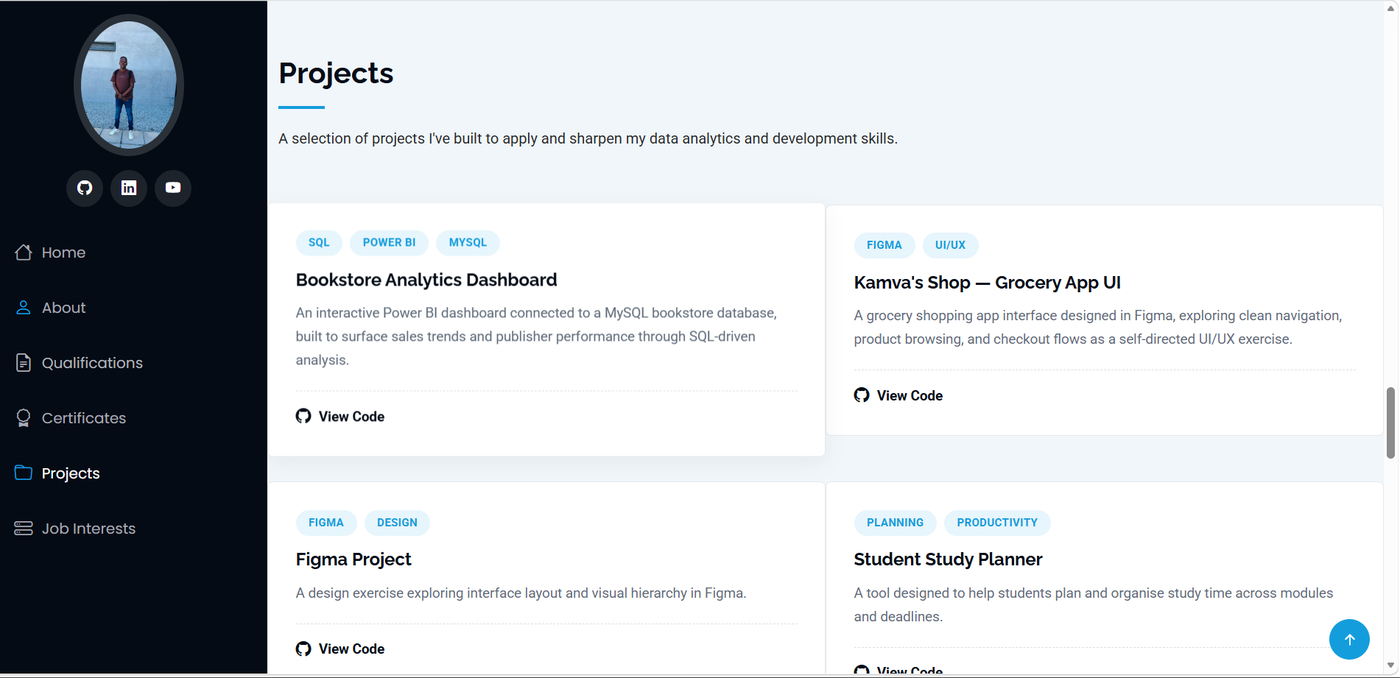 Home
About
Qualifications
Certificates
Projects
Job Interests
Projects
A selection of projects I've built to apply and sharpen my data analytics and development skills.
SQL POWER BI MYSQL
Bookstore Analytics Dashboard
An interactive Power BI dashboard connected to a MySQL bookstore database,
built to surface sales trends and publisher performance through SQL-driven
analysis.
View Code
FIGMA UI/UX
Kamva's Shop — Grocery App UI
A grocery shopping app interface designed in Figma, exploring clean navigation,
product browsing, and checkout flows as a self-directed UI/UX exercise.
View Code
FIGMA DESIGN
Figma Project
A design exercise exploring interface layout and visual hierarchy in Figma.
View Code
PLANNING PRODUCTIVITY
Student Study Planner
A tool designed to help students plan and organise study time across modules
and deadlines.
View Code